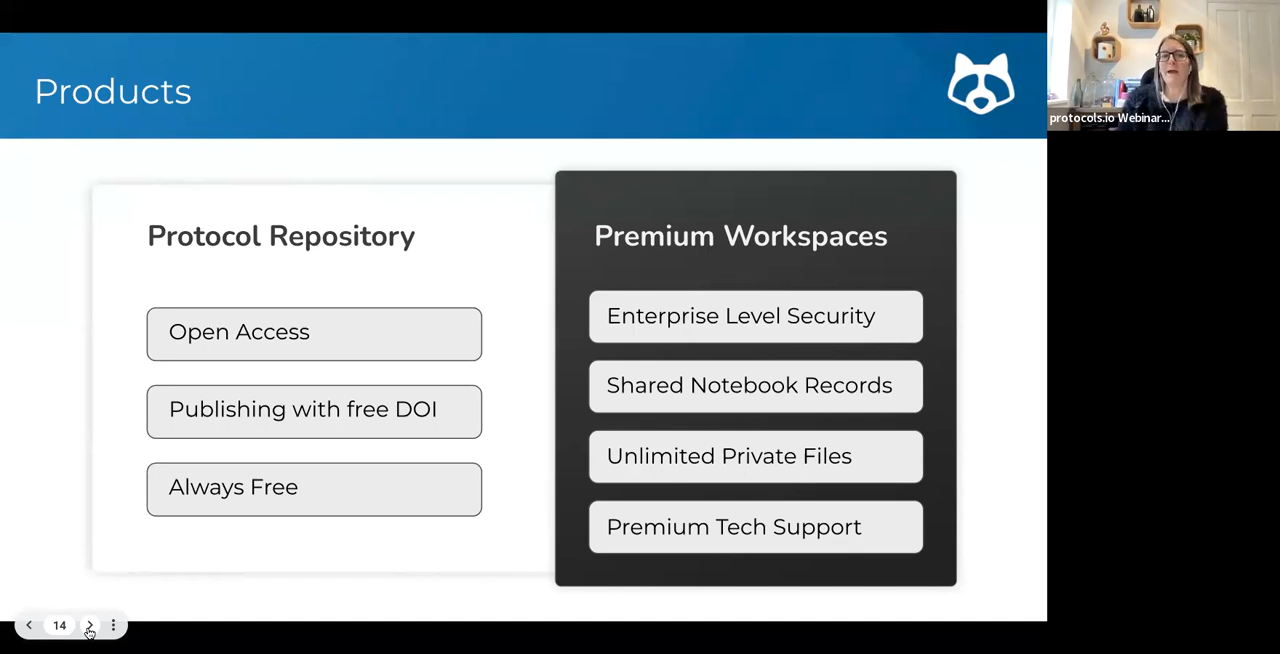 Products
protocols.io Webinar...
Protocol Repository
Open Access
Publishing with free DOI
Always Free
Premium Workspaces
Enterprise Level Security
Shared Notebook Records
Unlimited Private Files
Premium Tech Support
14